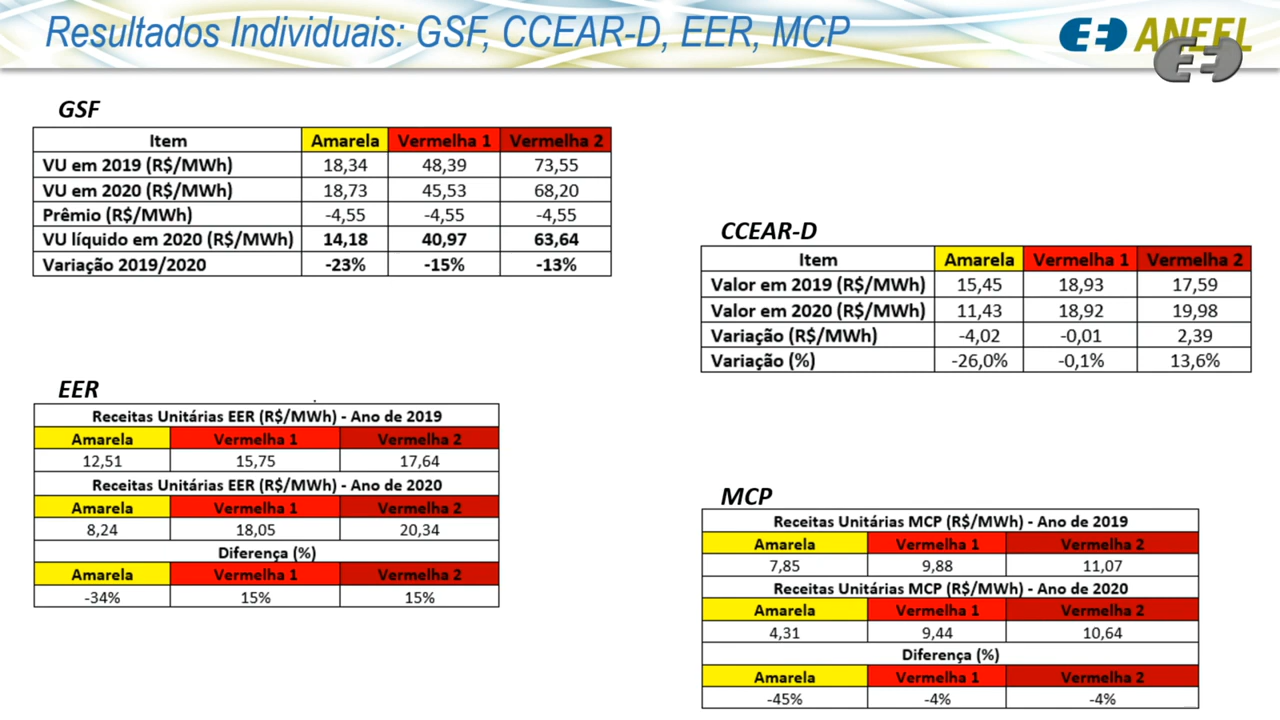 Resultados Individuais: GSF, CCEAR-D, EER, MCP
ANEEL
GSF
Item Amarela Vermelha 1 Vermelha 2
VU em 2019 (R$/MWh) 18,34 48,39 73,55
VU em 2020 (R$/MWh) 18,73 45,53 68,20
Prêmio (R$/MWh) -4,55 -4,55 -4,55
VU líquido em 2020 (R$/MWh) 14,18 40,97 63,64
Variação 2019/2020 -23% -15% -13%
CCEAR-D
Item Amarela Vermelha 1 Vermelha 2
Valor em 2019 (R$/MWh) 15,45 18,93 17,59
Valor em 2020 (R$/MWh) 11,43 18,92 19,98
Variação (R$/MWh) -4,02 -0,01 2,39
Variação (%) -26,0% -0,1% 13,6%
EER
Receitas Unitárias EER (R$/MWh) - Ano de 2019
Amarela Vermelha 1 Vermelha 2
12,51 15,75 17,64
Receitas Unitárias EER (R$/MWh) - Ano de 2020
Amarela Vermelha 1 Vermelha 2
8,24 18,05 20,34
Diferença (%)
Amarela Vermelha 1 Vermelha 2
-34% 15% 15%
MCP
Receitas Unitárias MCP (R$/MWh) - Ano de 2019
Amarela Vermelha 1 Vermelha 2
7,85 9,88 11,07
Receitas Unitárias MCP (R$/MWh) - Ano de 2020
Amarela Vermelha 1 Vermelha 2
4,31 9,44 10,64
Diferença (%)
Amarela Vermelha 1 Vermelha 2
-45% -4% -4%